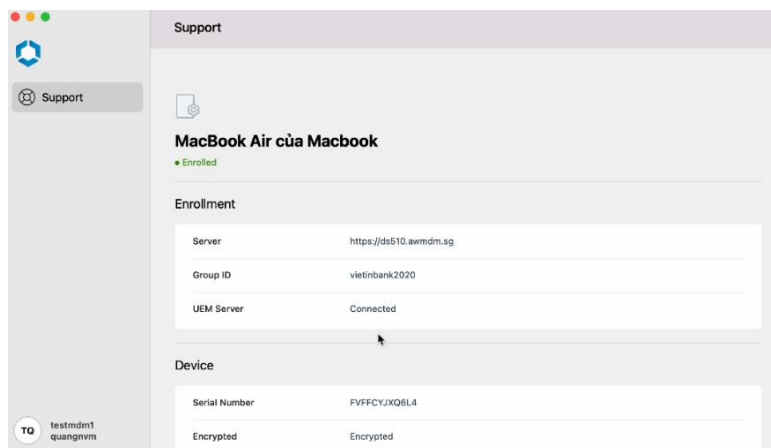 Support
Support
MacBook Air của Macbook
Enrolled
Enrollment
Server https://ds510.awmdm.sg
Group ID vietinbank2020
UEM Server Connected
Device
Serial Number FVFFCYJXQ6L4
Encrypted Encrypted
TQ
testmdm1
quangnvm